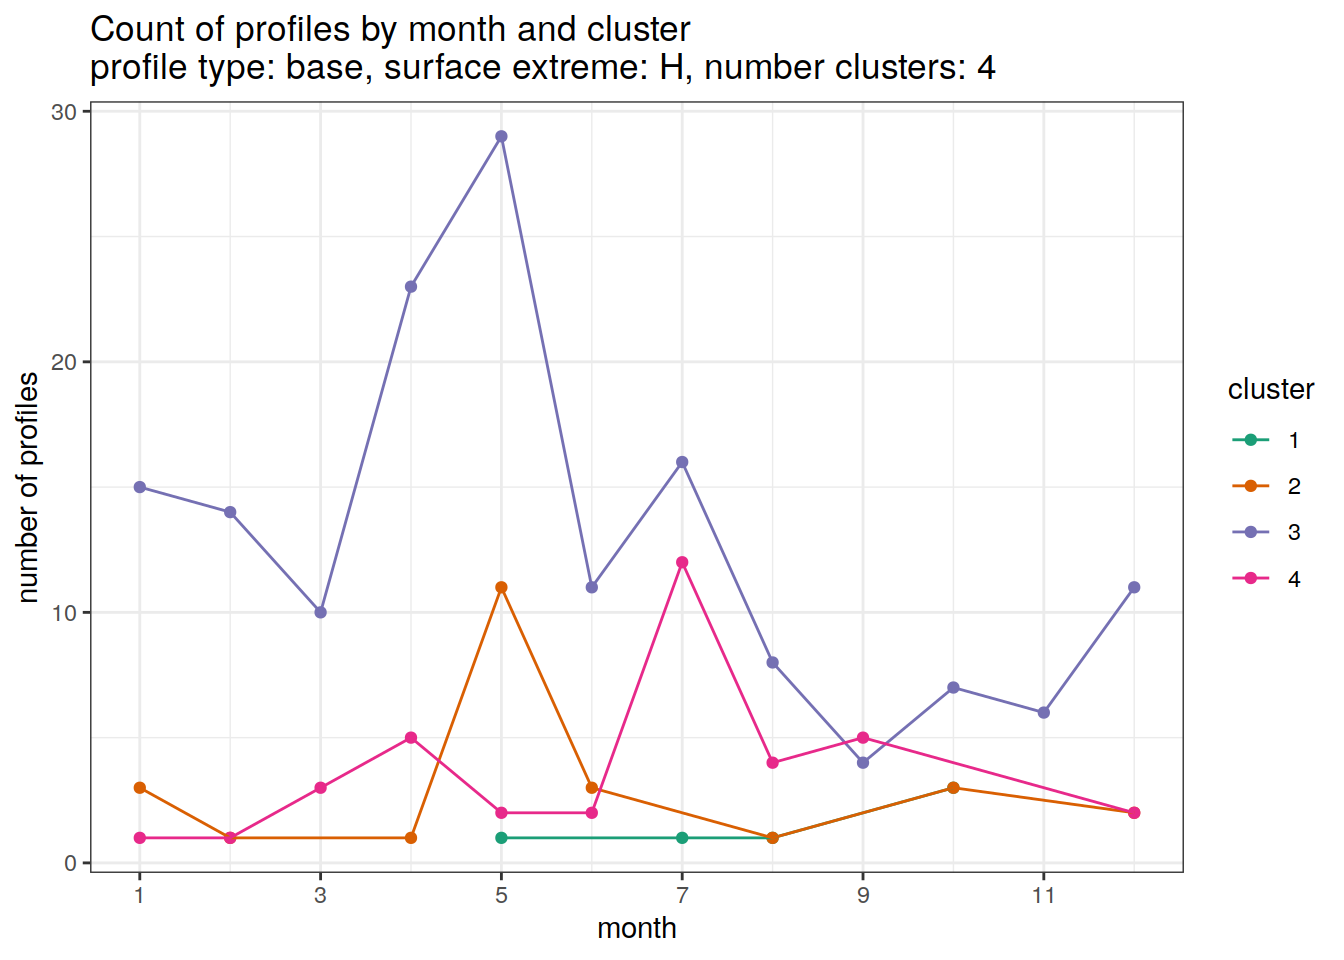 Count of profiles by month and cluster
profile type: base, surface extreme: H, number clusters: 4
30
20
10
0
number of profiles
1 3 5 7 9 11
month
cluster
1
2
3
4